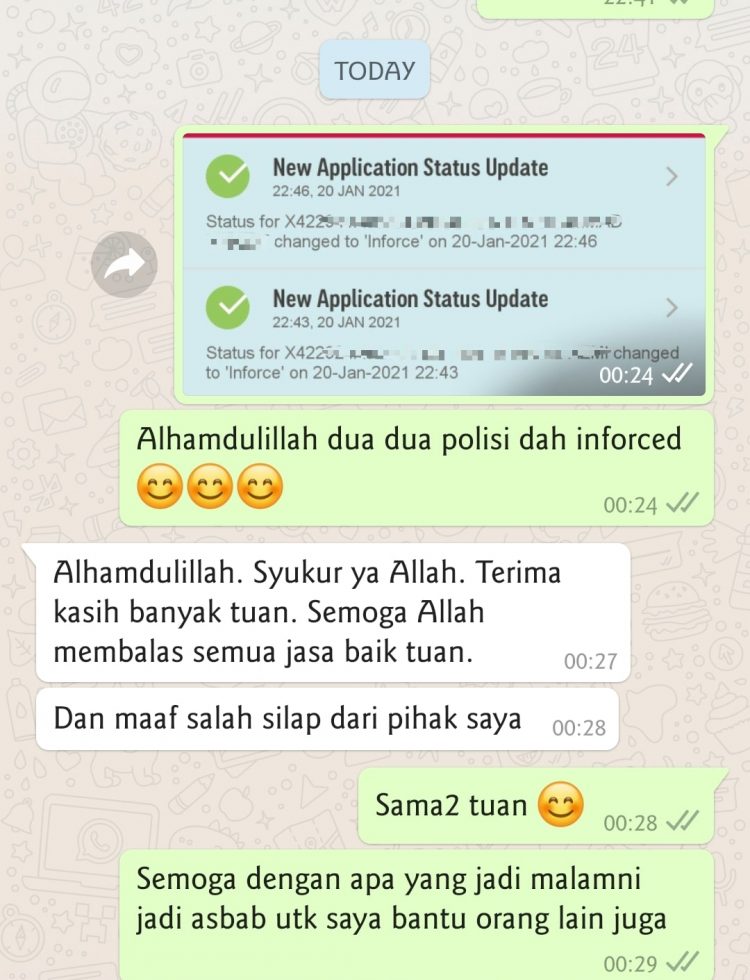 TODAY
New Application Status Update
22:46, 20 JAN 2021
Status for
changed to 'Inforce' on 20-Jan-2021 22:46
New Application Status Update
22:43, 20 JAN 2021
Status for changed
to 'Inforce' on 20-Jan-2021 22:43
00:24
Alhamdulillah dua dua polisi dah inforced
😊😊😊
00:24
Alhamdulillah. Syukur ya Allah. Terima
kasih banyak tuan. Semoga Allah
membalas semua jasa baik tuan.
00:27
Dan maaf salah silap dari pihak saya
00:28
Sama2 tuan 😊
00:28
Semoga dengan apa yang jadi malamni
jadi asbab utk saya bantu orang lain juga
00:29